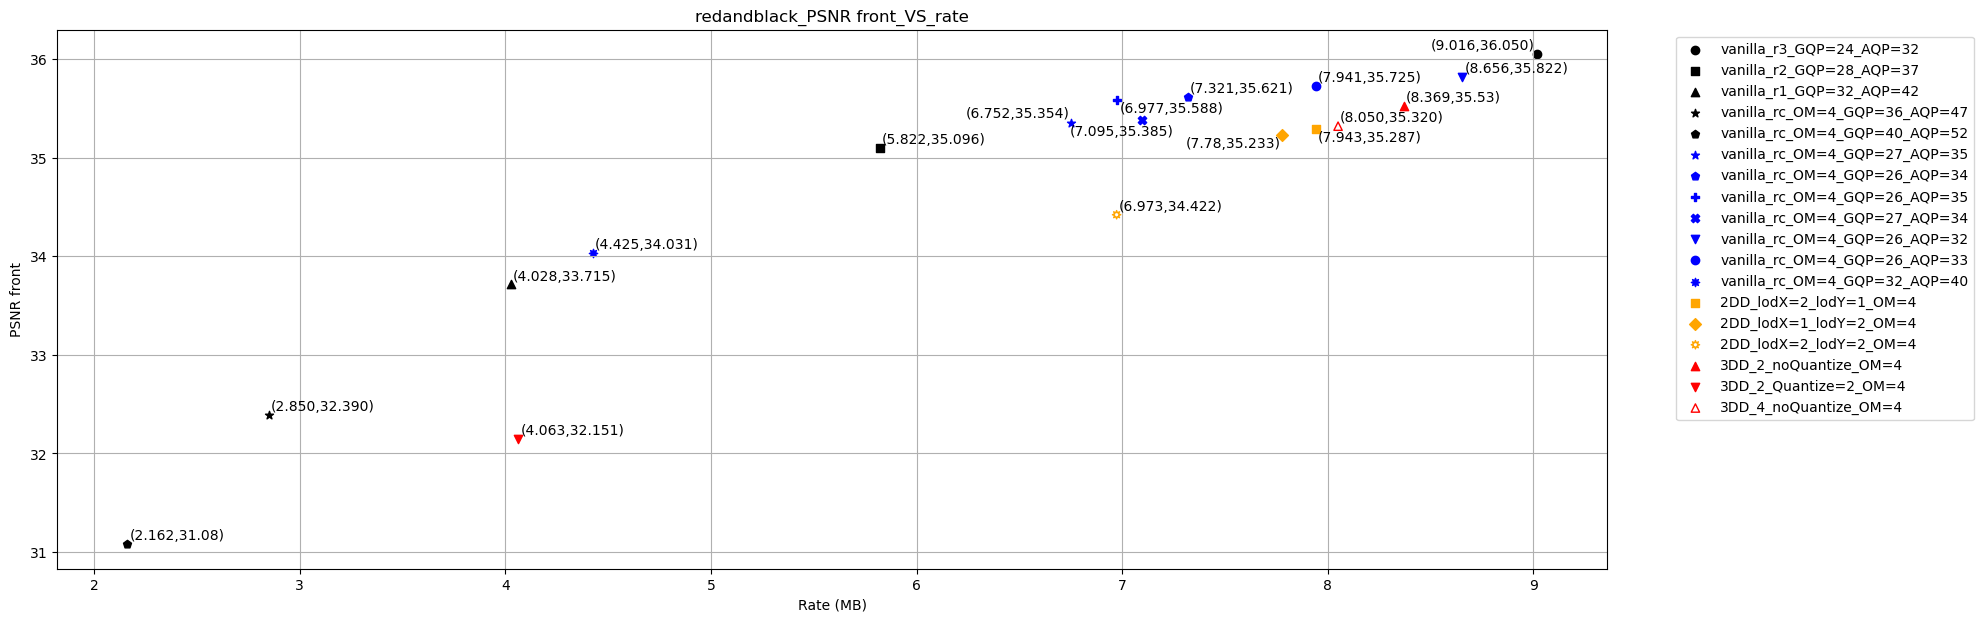 redandblack_PSNR front_VS_rate
PSNR front
36
35
34
33
32
31
(9.016,36.050)
(8.656,35.822)
(7.941,35.725)
(7.321,35.621)
(8.369,35.53)
(6.977,35.588)
(6.752,35.354)
(8.050,35.320)
(7.095,35.385)
(5.822,35.096)
(7.943,35.287)
(7.78,35.233)
(6.973,34.422)
(4.425,34.031)
(4.028,33.715)
(2.850,32.390)
(4.063,32.151)
(2.162,31.08)
2 3 4 5 6 7 8 9
Rate (MB)
vanilla_r3_GQP=24_AQP=32
vanilla_r2_GQP=28_AQP=37
vanilla_r1_GQP=32_AQP=42
vanilla_rc_OM=4_GQP=36_AQP=47
vanilla_rc_OM=4_GQP=40_AQP=52
vanilla_rc_OM=4_GQP=27_AQP=35
vanilla_rc_OM=4_GQP=26_AQP=34
vanilla_rc_OM=4_GQP=26_AQP=35
vanilla_rc_OM=4_GQP=27_AQP=34
vanilla_rc_OM=4_GQP=26_AQP=32
vanilla_rc_OM=4_GQP=26_AQP=33
vanilla_rc_OM=4_GQP=32_AQP=40
2DD_lodX=2_lodY=1_OM=4
2DD_lodX=1_lodY=2_OM=4
2DD_lodX=2_lodY=2_OM=4
3DD_2_noQuantize_OM=4
3DD_2_Quantize=2_OM=4
3DD_4_noQuantize_OM=4